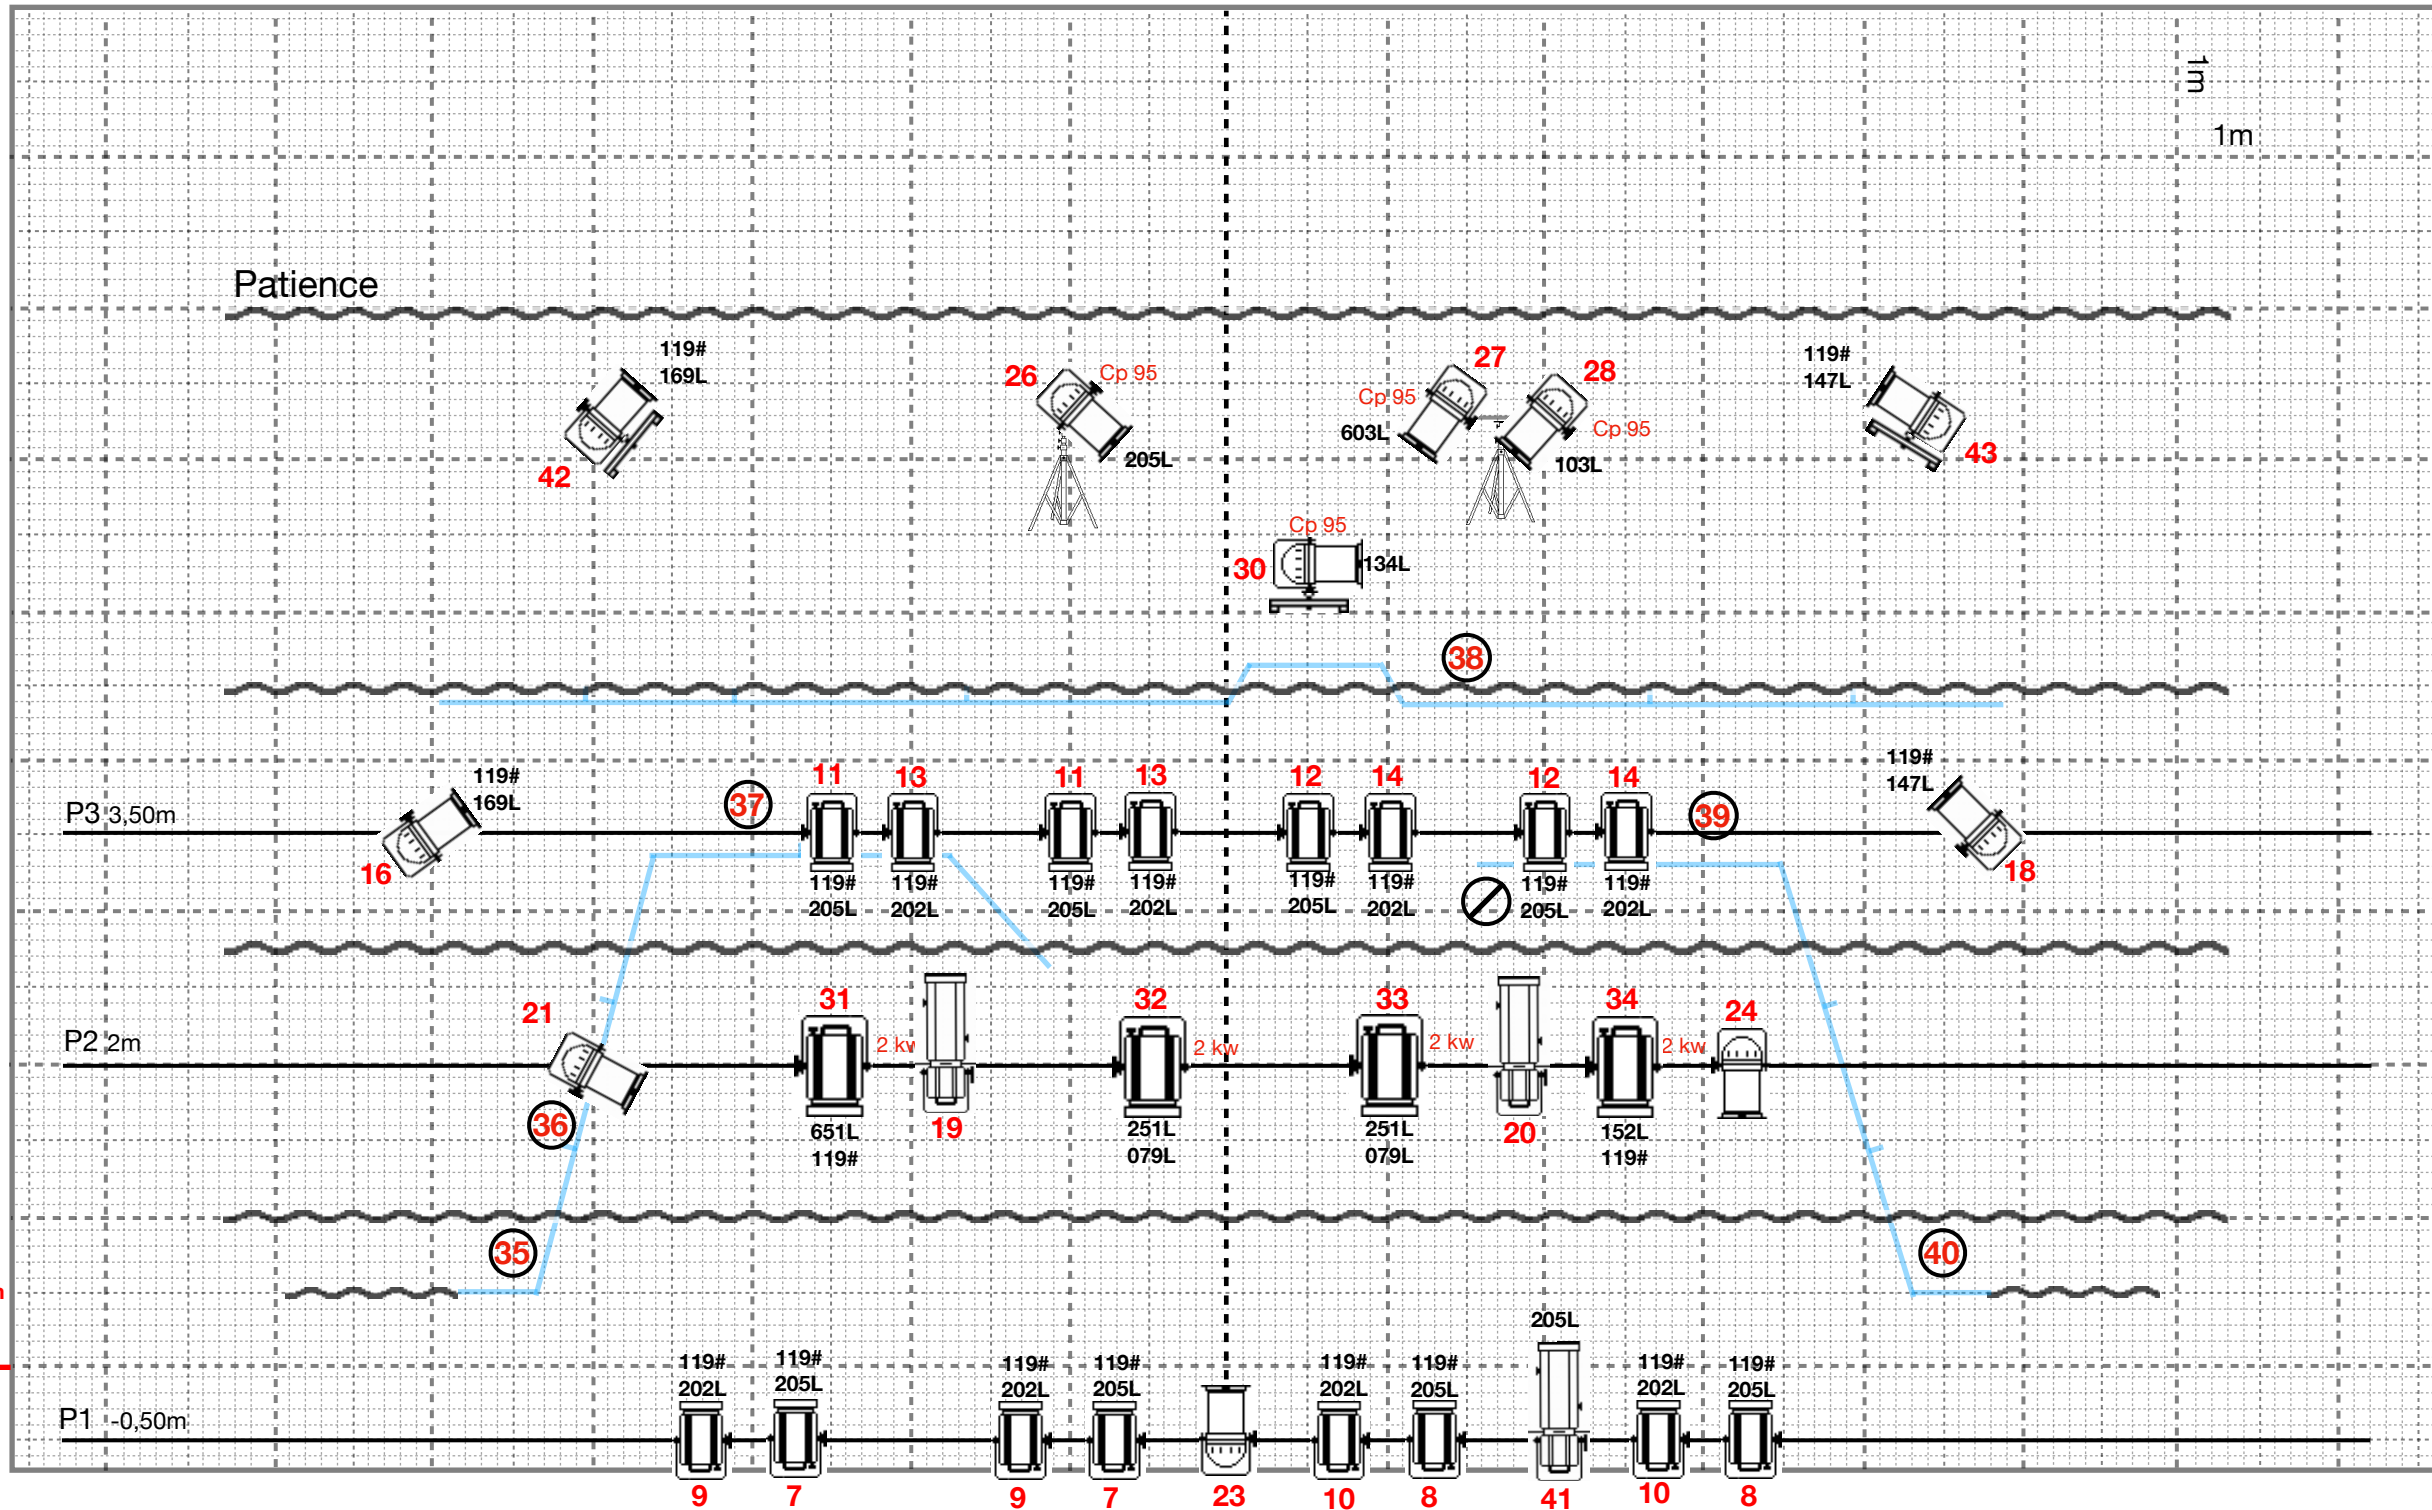 1m
1m
Patience
119#
169L
42
26
Cp 95
205L
27
Cp 95
603L
28
Cp 95
103L
119#
147L
43
Cp 95
30
134L
38
P3 3,50m
119#
169L
16
37
11
13
11
13
12
14
12
14
39
119#
147L
18
119#
205L
119#
202L
119#
205L
119#
202L
119#
205L
119#
202L
119#
205L
119#
202L
P2 2m
21
36
31
2 kw
19
32
2 kw
33
2 kw
20
34
2 kw
24
651L
119#
251L
079L
251L
079L
152L
119#
35
40
P1 -0,50m
119#
202L
119#
205L
119#
202L
119#
205L
119#
202L
119#
205L
205L
119#
202L
119#
205L
9
7
9
7
23
10
8
41
10
8